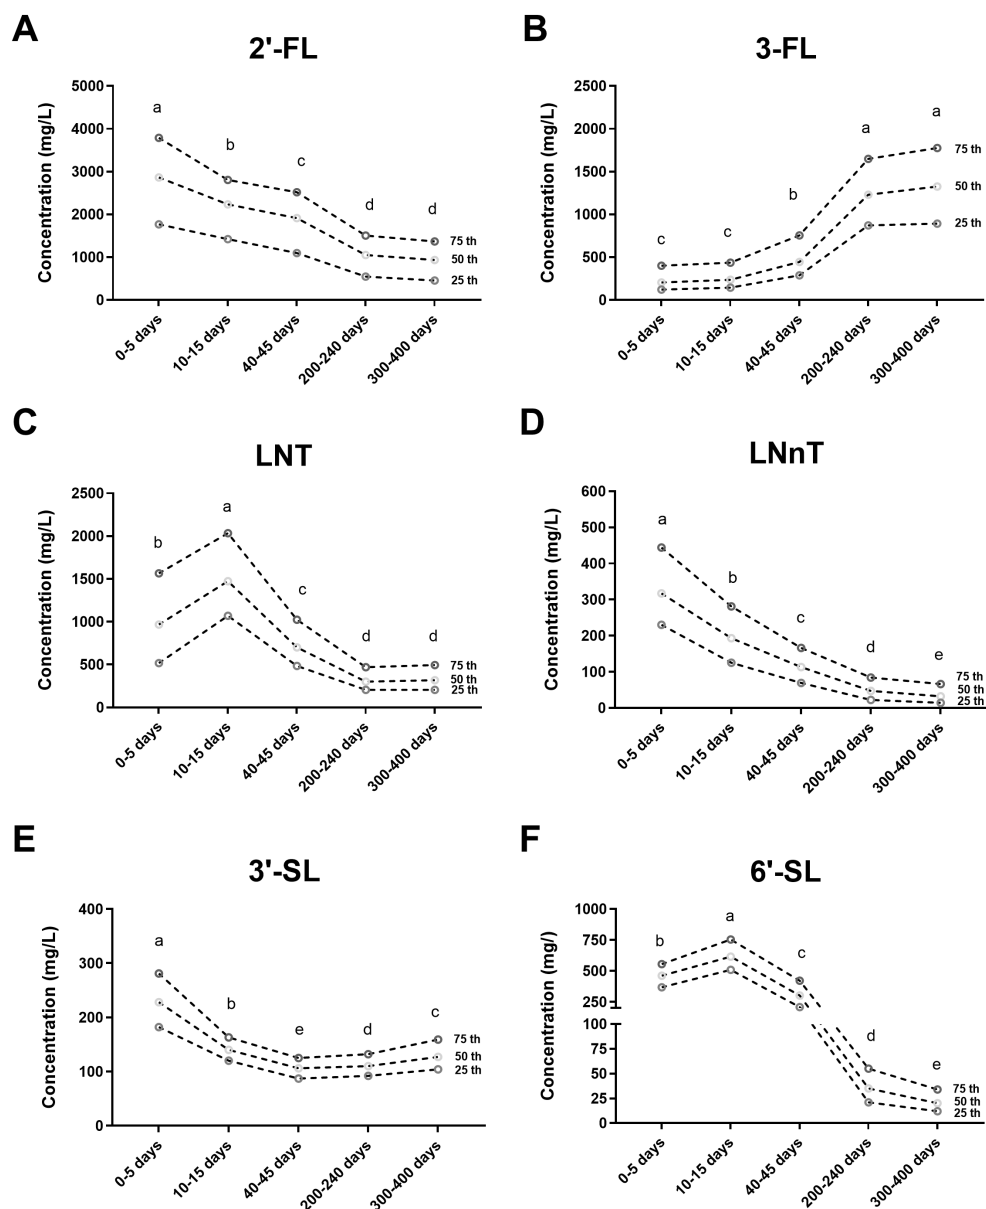 A
2'-FL
Concentration (mg/L)
5000
4000
3000
2000
1000
0
a
b
c
d
d
75 th
50 th
25 th
0-5 days
10-15 days
40-45 days
200-240 days
300-400 days
B
3-FL
Concentration (mg/L)
2500
2000
1500
1000
500
0
c
c
b
a
a
75 th
50 th
25 th
0-5 days
10-15 days
40-45 days
200-240 days
300-400 days
C
LNT
Concentration (mg/L)
2500
2000
1500
1000
500
0
b
a
c
d
d
75 th
50 th
25 th
0-5 days
10-15 days
40-45 days
200-240 days
300-400 days
D
LNnT
Concentration (mg/L)
600
500
400
300
200
100
0
a
b
c
d
e
75 th
50 th
25 th
0-5 days
10-15 days
40-45 days
200-240 days
300-400 days
E
3'-SL
Concentration (mg/L)
400
300
200
100
0
a
b
e
d
c
75 th
50 th
25 th
0-5 days
10-15 days
40-45 days
200-240 days
300-400 days
F
6'-SL
Concentration (mg/)
1000
750
500
250
100
75
50
25
0
b
a
c
d
e
75 th
50 th
25 th
0-5 days
10-15 days
40-45 days
200-240 days
300-400 days